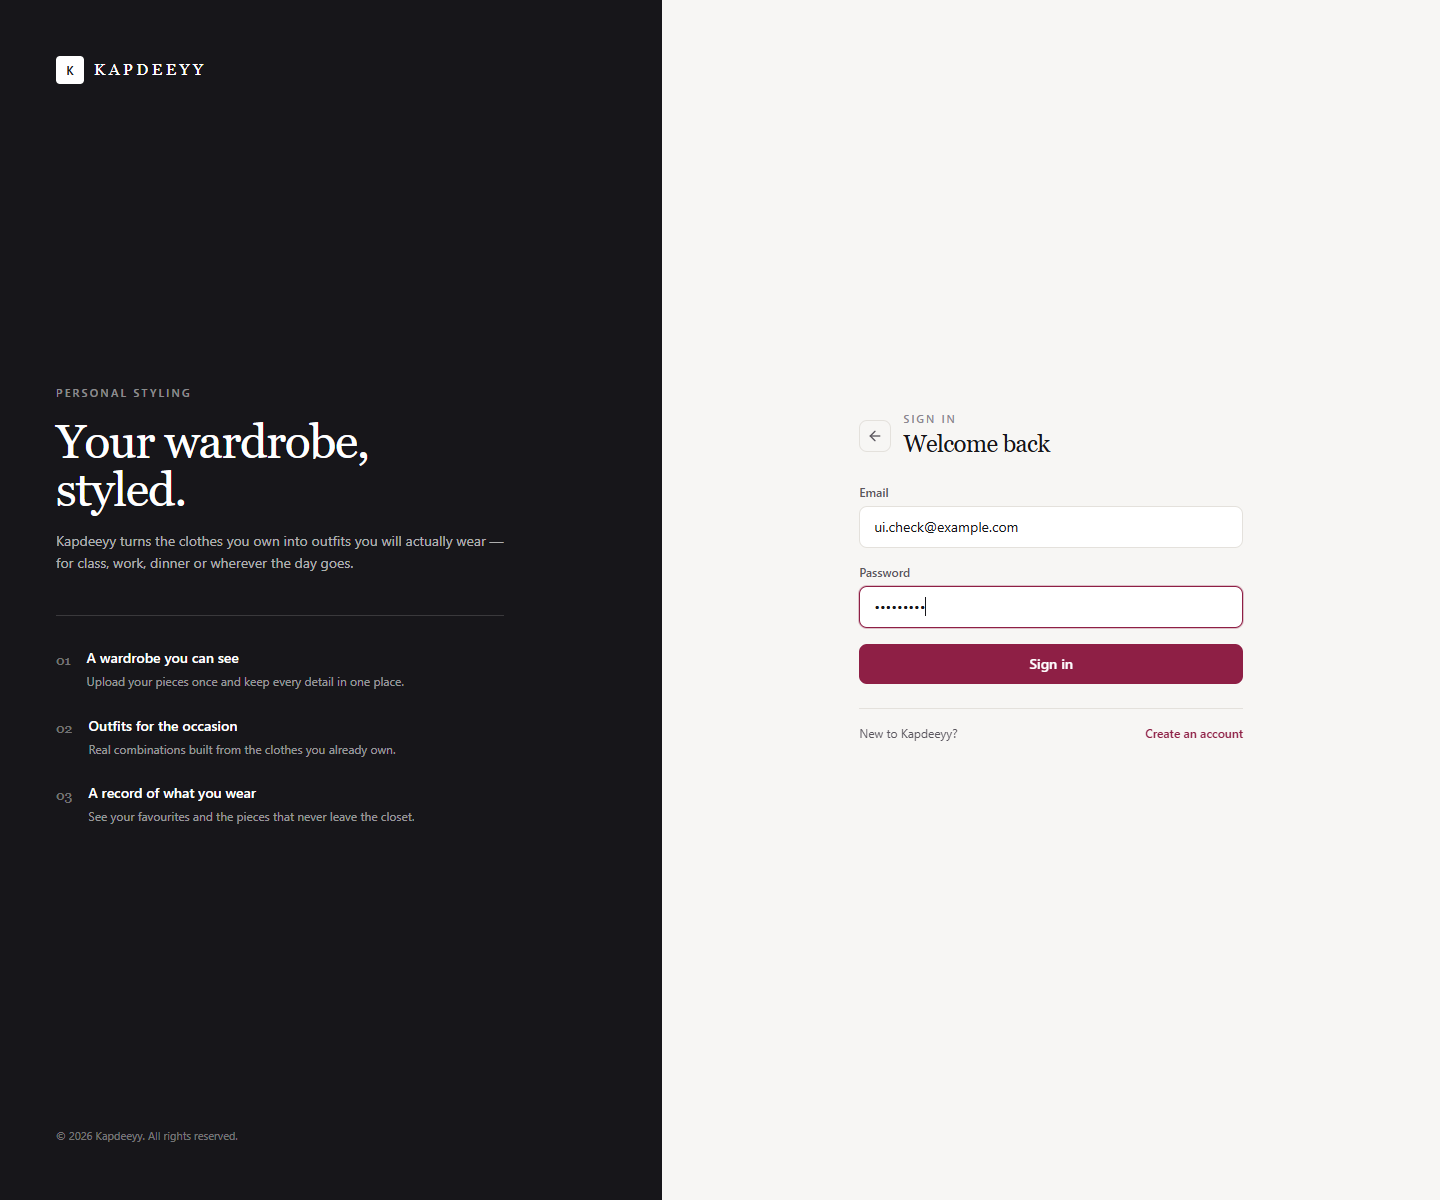 K KAPDEEYY
PERSONAL STYLING
Your wardrobe,
styled.
Kapdeeyy turns the clothes you own into outfits you will actually wear —
for class, work, dinner or wherever the day goes.
01 A wardrobe you can see
Upload your pieces once and keep every detail in one place.
02 Outfits for the occasion
Real combinations built from the clothes you already own.
03 A record of what you wear
See your favourites and the pieces that never leave the closet.
© 2026 Kapdeeyy. All rights reserved.
SIGN IN
Welcome back
Email
ui.check@example.com
Password
•••••••••
Sign in
New to Kapdeeyy? Create an account